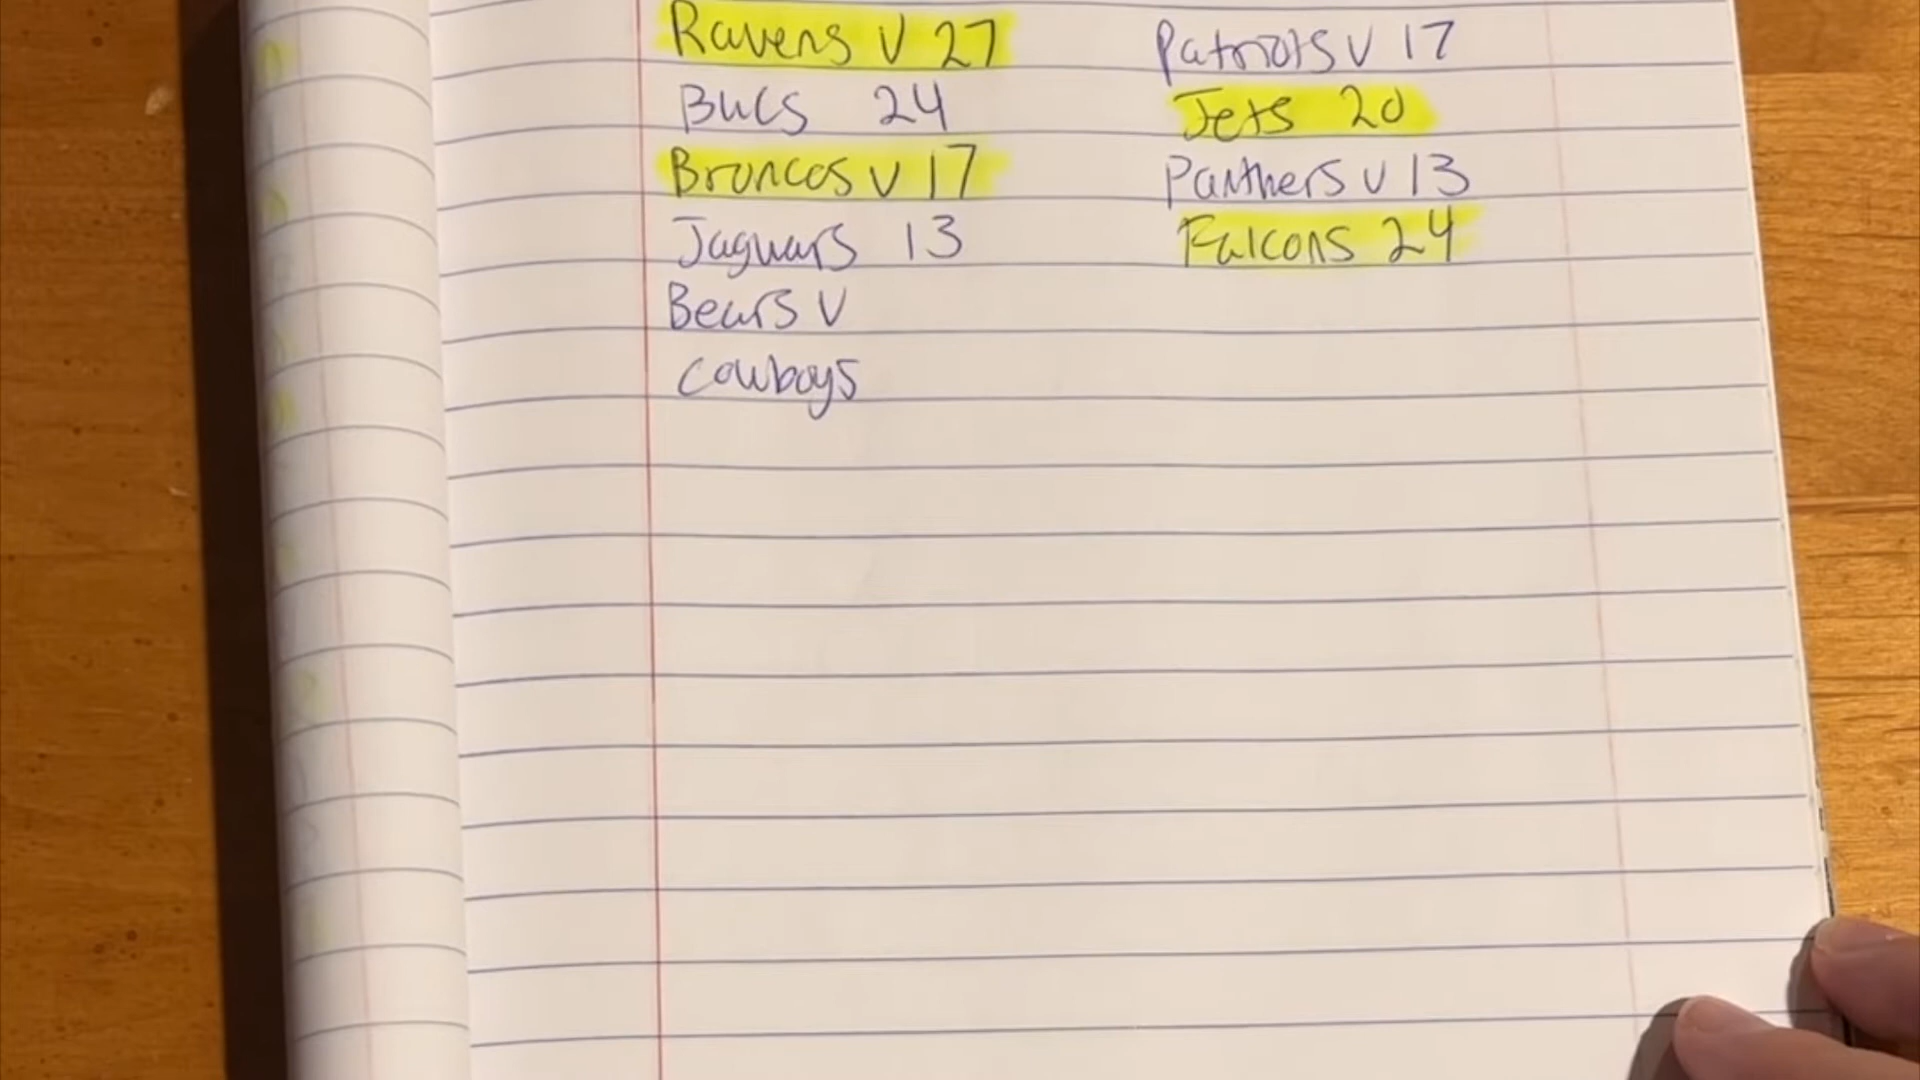 Ravens v 27
Bucs 24
Broncos v 17
Jaguars 13
Bears v
Cowboys
Patriots v 17
Jets 20
Panthers v 13
Falcons 24